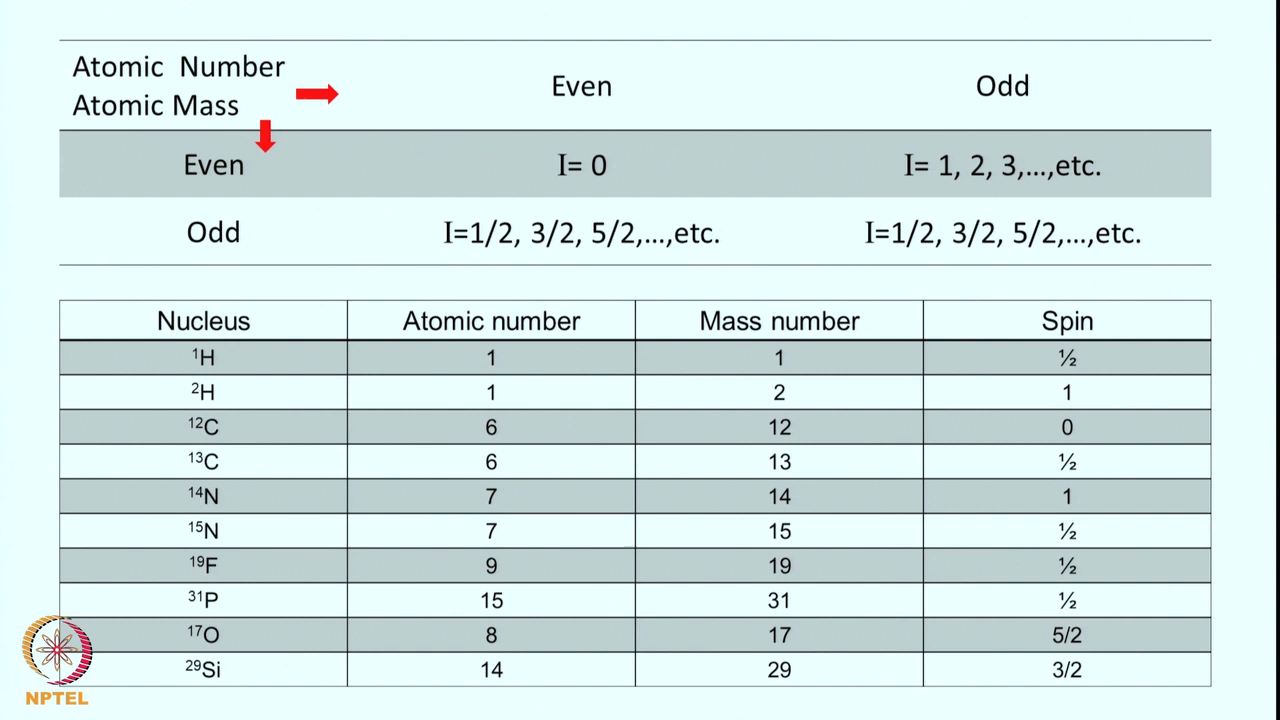 Atomic Number
Atomic Mass
Even Odd
Even I= 0 I= 1, 2, 3,...,etc.
Odd I=1/2, 3/2, 5/2,...,etc. I=1/2, 3/2, 5/2,...,etc.
Nucleus Atomic number Mass number Spin
¹H 1 1 ½
²H 1 2 1
¹²C 6 12 0
¹³C 6 13 ½
¹⁴N 7 14 1
¹⁵N 7 15 ½
¹⁹F 9 19 ½
³¹P 15 31 ½
¹⁷O 8 17 5/2
²⁹Si 14 29 3/2
NPTEL